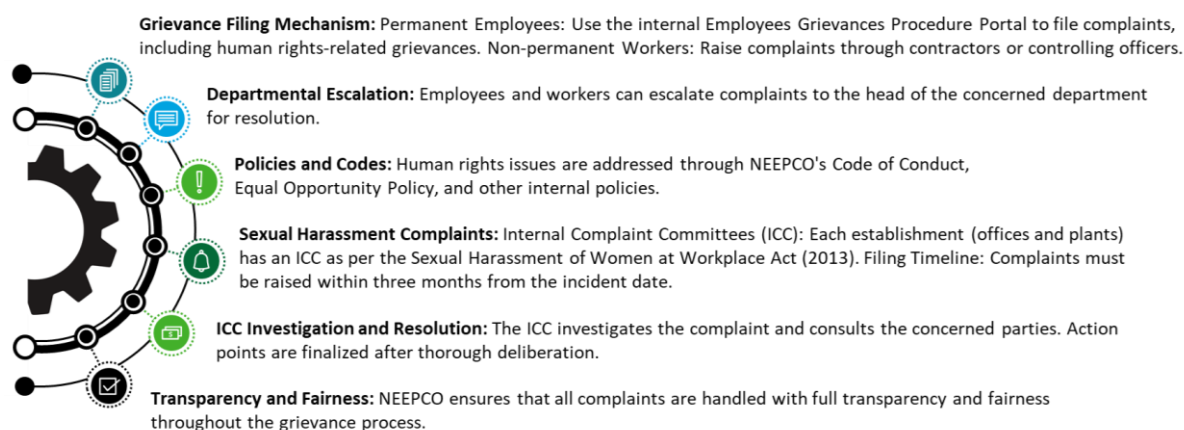 Grievance Filing Mechanism: Permanent Employees: Use the internal Employees Grievances Procedure Portal to file complaints,
including human rights-related grievances. Non-permanent Workers: Raise complaints through contractors or controlling officers.
Departmental Escalation: Employees and workers can escalate complaints to the head of the concerned department
for resolution.
Policies and Codes: Human rights issues are addressed through NEEPCO's Code of Conduct,
Equal Opportunity Policy, and other internal policies.
Sexual Harassment Complaints: Internal Complaint Committees (ICC): Each establishment (offices and plants)
has an ICC as per the Sexual Harassment of Women at Workplace Act (2013). Filing Timeline: Complaints must
be raised within three months from the incident date.
ICC Investigation and Resolution: The ICC investigates the complaint and consults the concerned parties. Action
points are finalized after thorough deliberation.
Transparency and Fairness: NEEPCO ensures that all complaints are handled with full transparency and fairness
throughout the grievance process.